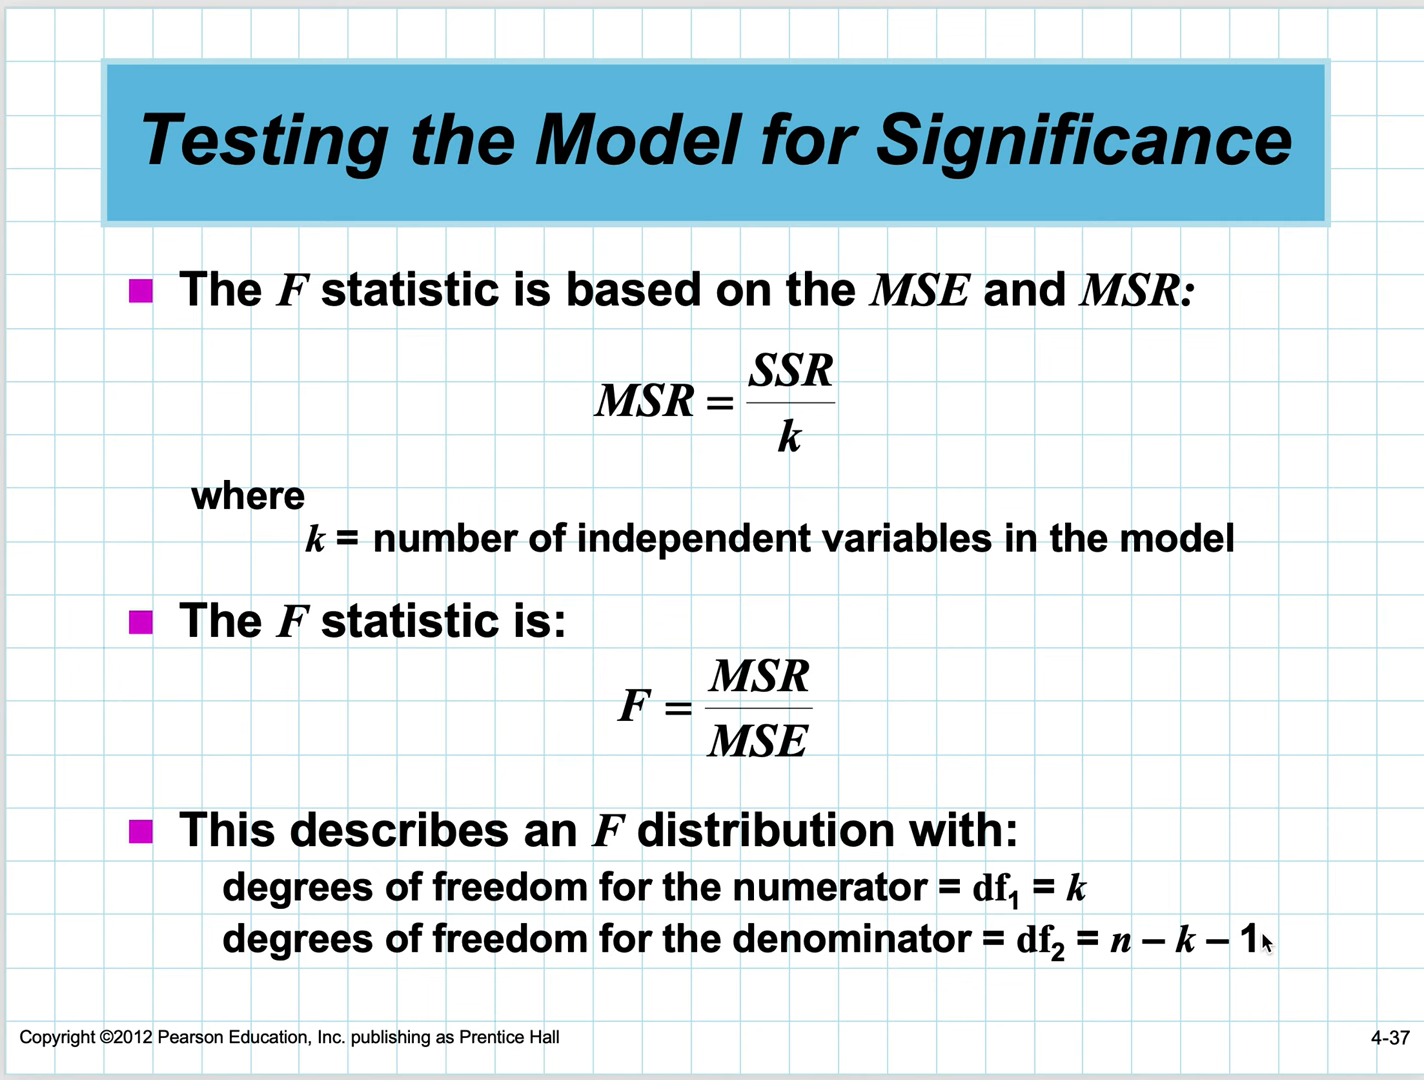 Testing the Model for Significance
The F statistic is based on the MSE and MSR:
MSR = SSR / k
where
k = number of independent variables in the model
The F statistic is:
F = MSR / MSE
This describes an F distribution with:
degrees of freedom for the numerator = df₁ = k
degrees of freedom for the denominator = df₂ = n – k – 1
Copyright ©2012 Pearson Education, Inc. publishing as Prentice Hall
4-37